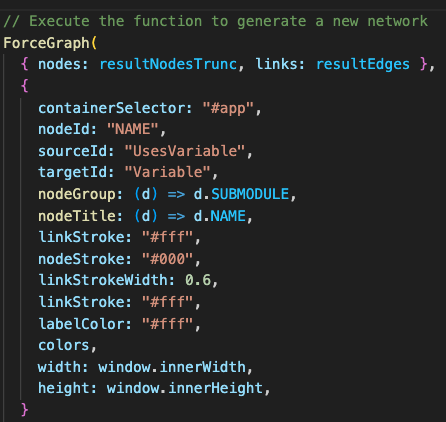 // Execute the function to generate a new network
ForceGraph(
  { nodes: resultNodesTrunc, links: resultEdges },
  {
    containerSelector: "#app",
    nodeId: "NAME",
    sourceId: "UsesVariable",
    targetId: "Variable",
    nodeGroup: (d) => d.SUBMODULE,
    nodeTitle: (d) => d.NAME,
    linkStroke: "#fff",
    nodeStroke: "#000",
    linkStrokeWidth: 0.6,
    linkStroke: "#fff",
    labelColor: "#fff",
    colors,
    width: window.innerWidth,
    height: window.innerHeight,
  }